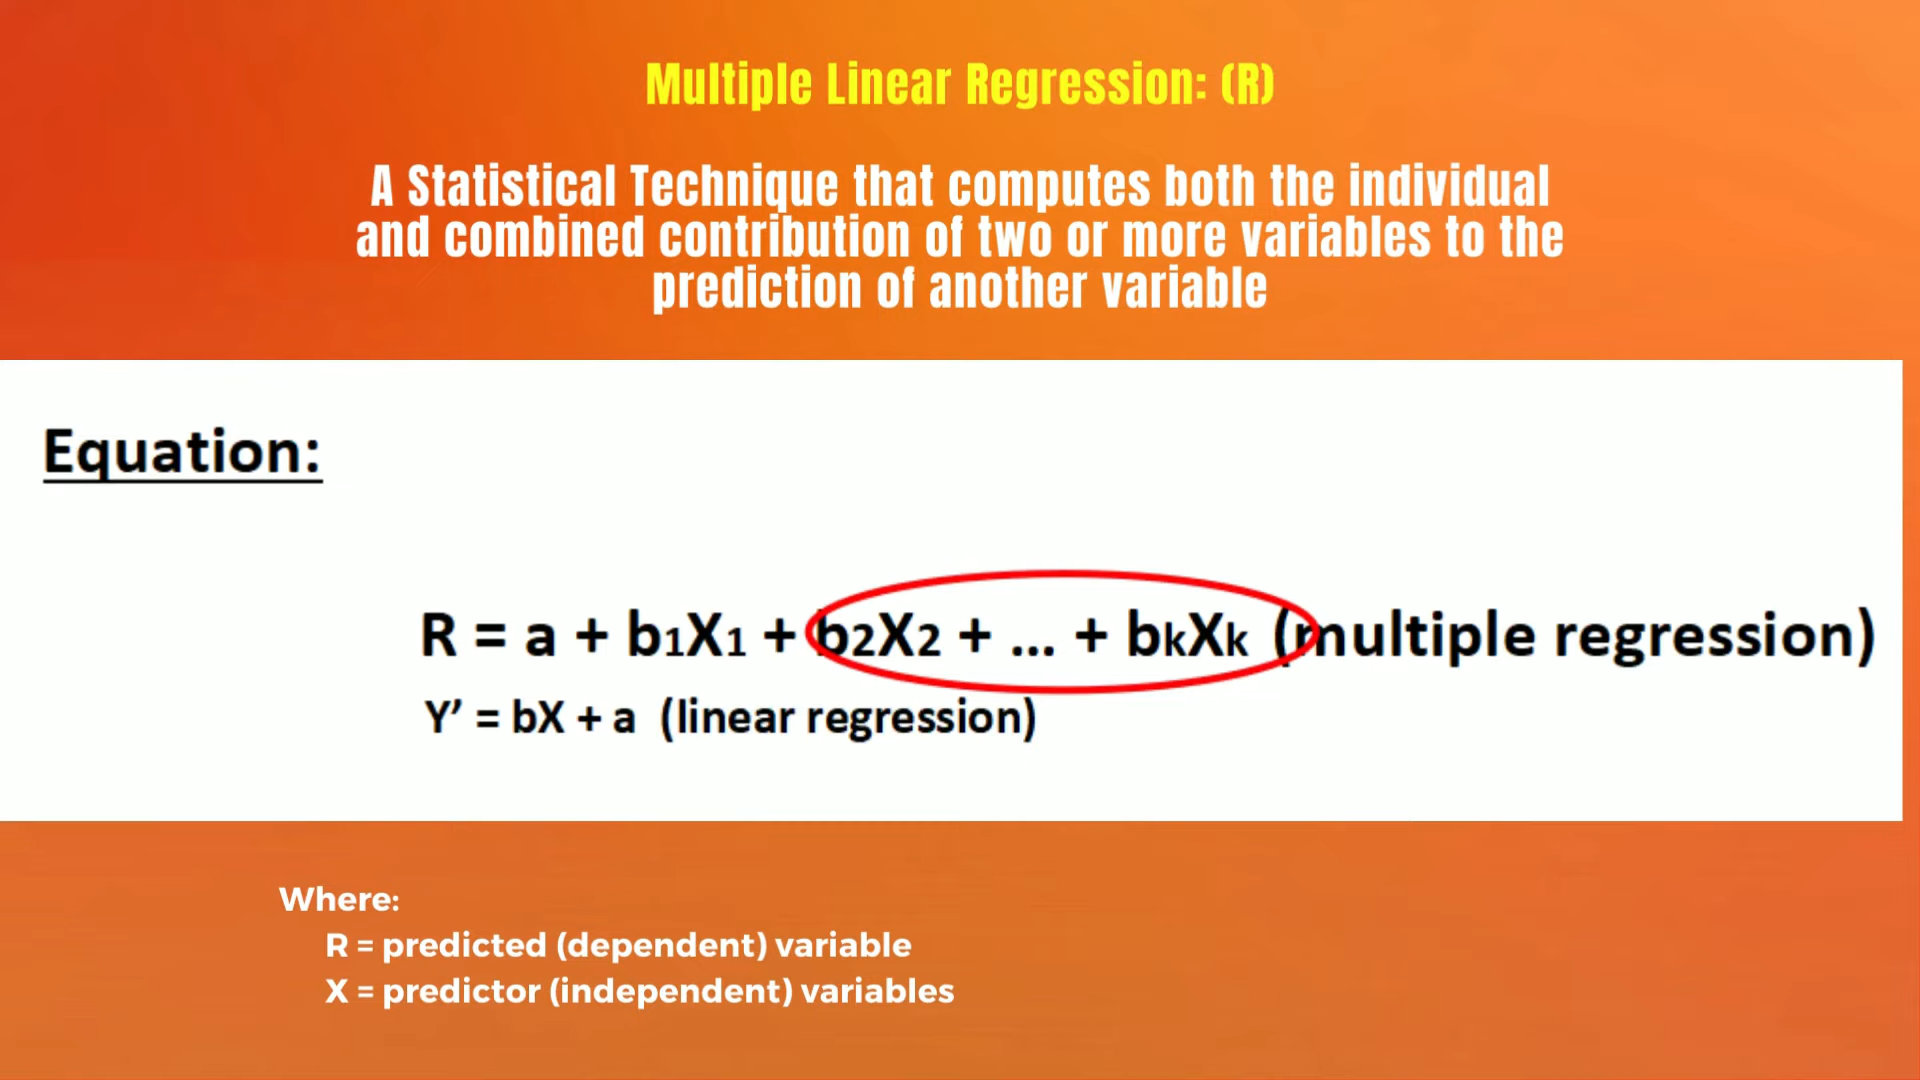 Multiple Linear Regression: (R)
A Statistical Technique that computes both the individual
and combined contribution of two or more variables to the
prediction of another variable
Equation:
R = a + b1X1 + b2X2 + ... + bkXk (multiple regression)
Y’ = bX + a (linear regression)
Where:
R = predicted (dependent) variable
X = predictor (independent) variables